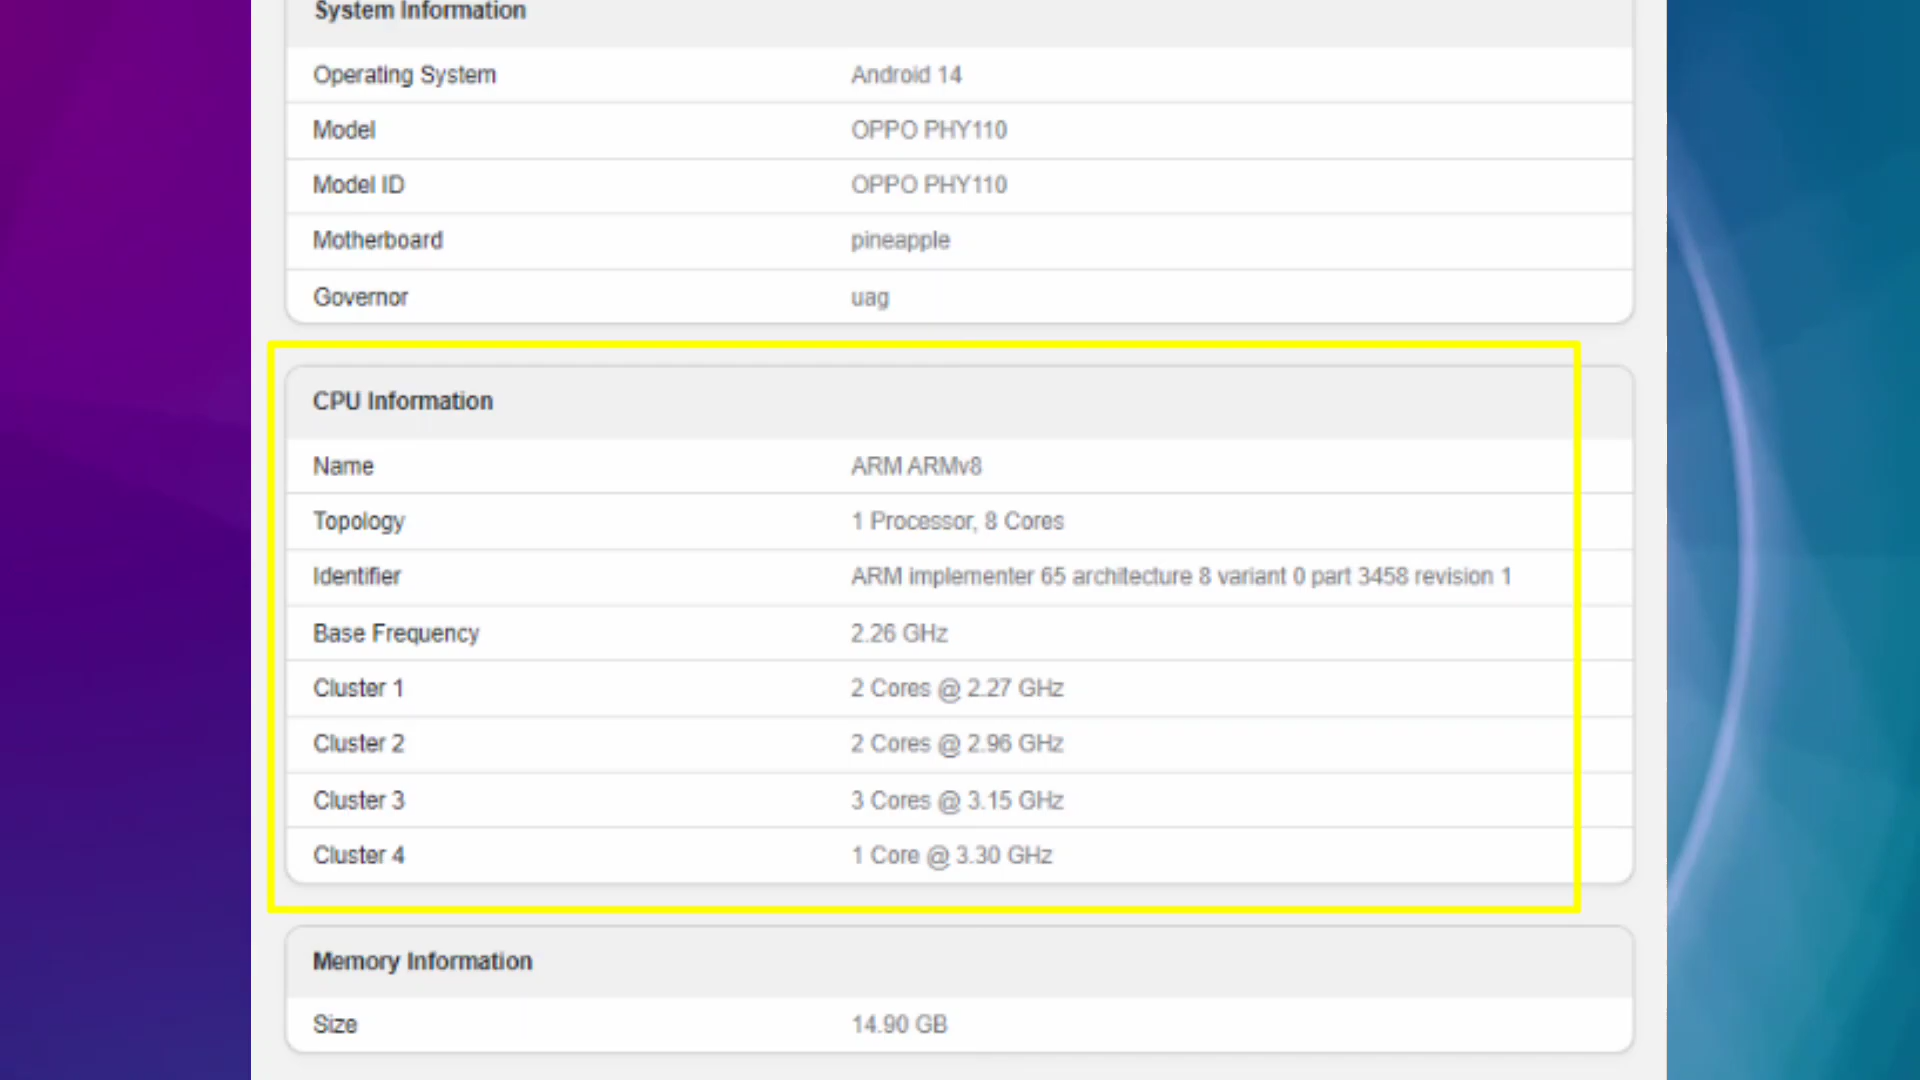 System Information
Operating System Android 14
Model OPPO PHY110
Model ID OPPO PHY110
Motherboard pineapple
Governor uag
CPU Information
Name ARM ARMv8
Topology 1 Processor, 8 Cores
Identifier ARM implementer 65 architecture 8 variant 0 part 3458 revision 1
Base Frequency 2.26 GHz
Cluster 1 2 Cores @ 2.27 GHz
Cluster 2 2 Cores @ 2.96 GHz
Cluster 3 3 Cores @ 3.15 GHz
Cluster 4 1 Core @ 3.30 GHz
Memory Information
Size 14.90 GB